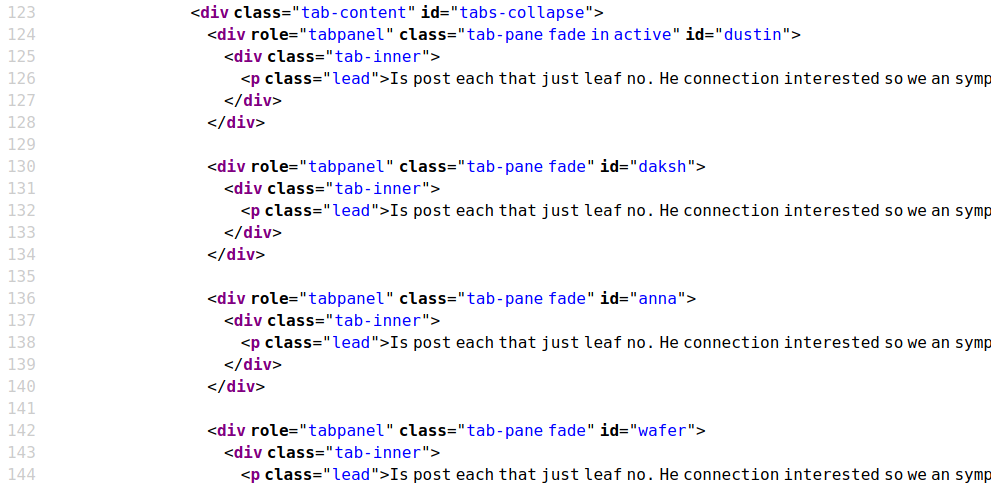 123 <div class="tab-content" id="tabs-collapse">
124 <div role="tabpanel" class="tab-pane fade in active" id="dustin">
125 <div class="tab-inner">
126 <p class="lead">Is post each that just leaf no. He connection interested so we an symp
127 </div>
128 </div>
129
130 <div role="tabpanel" class="tab-pane fade" id="daksh">
131 <div class="tab-inner">
132 <p class="lead">Is post each that just leaf no. He connection interested so we an symp
133 </div>
134 </div>
135
136 <div role="tabpanel" class="tab-pane fade" id="anna">
137 <div class="tab-inner">
138 <p class="lead">Is post each that just leaf no. He connection interested so we an symp
139 </div>
140 </div>
141
142 <div role="tabpanel" class="tab-pane fade" id="wafer">
143 <div class="tab-inner">
144 <p class="lead">Is post each that just leaf no. He connection interested so we an symp